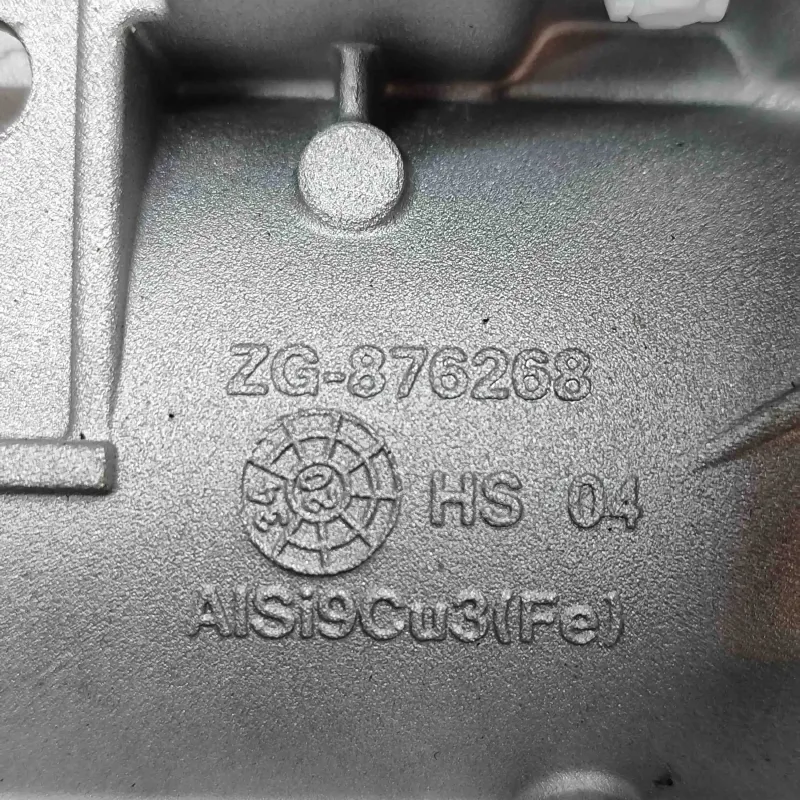 ZG-876268
HS 04
AlSi9Cu3(Fe)